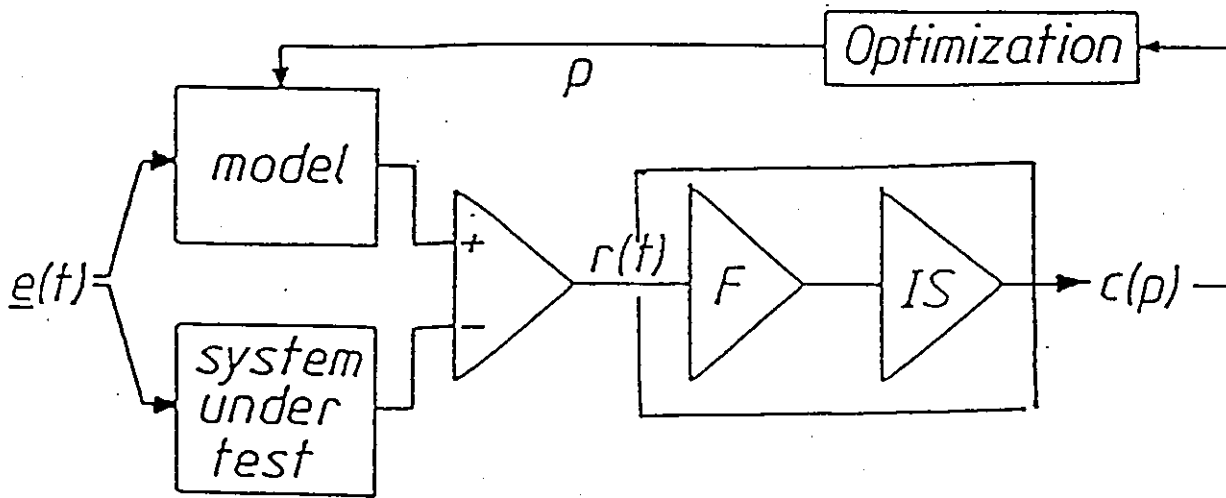 Optimization
p
model
+
r(t)
F
IS
c(p)
e(t)
−
system
under
test